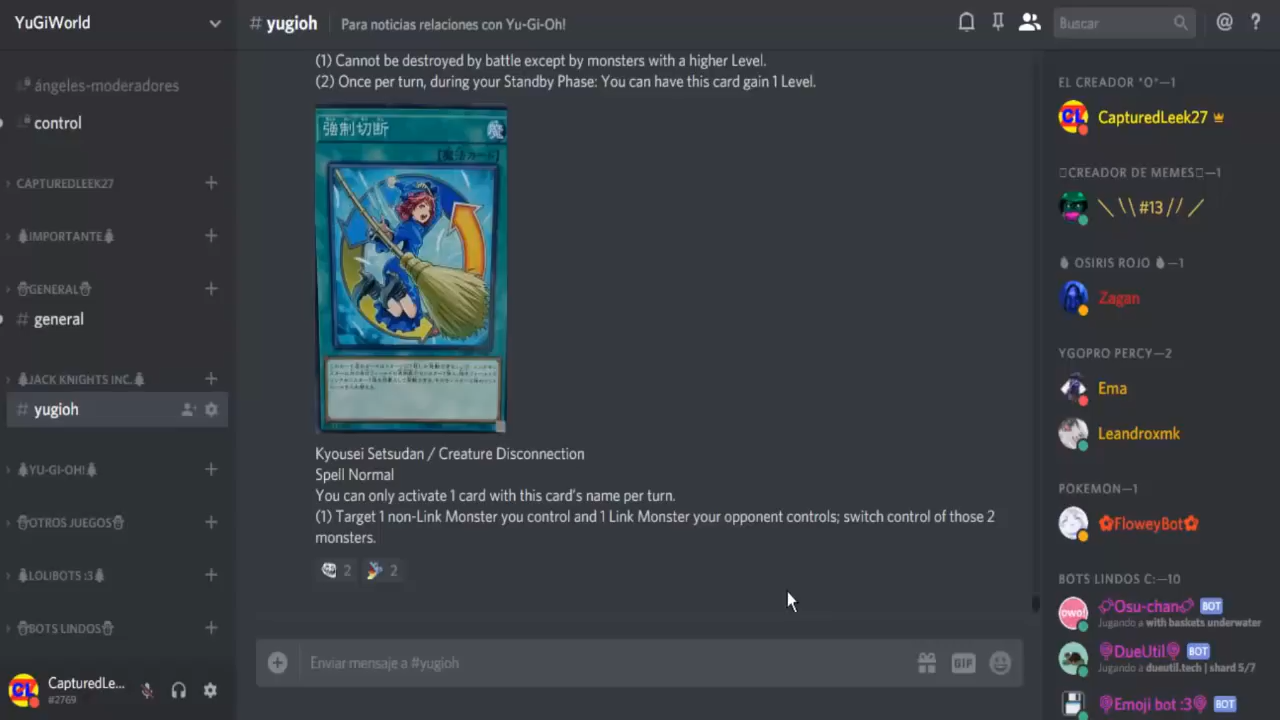 YuGiWorld
# yugioh
Para noticias relaciones con Yu-Gi-Oh!
Buscar
ángeles-moderadores
control
CAPTUREDLEEK27
IMPORTANTE
GENERAL
# general
JACK KNIGHTS INC.
# yugioh
YU-GI-OH!
OTROS JUEGOS
LOLIBOTS :3
BOTS LINDOS
CapturedLe...
#2769
(1) Cannot be destroyed by battle except by monsters with a higher Level.
(2) Once per turn, during your Standby Phase: You can have this card gain 1 Level.
強制切断
【魔法カード】
Kyousei Setsudan / Creature Disconnection
Spell Normal
You can only activate 1 card with this card's name per turn.
(1) Target 1 non-Link Monster you control and 1 Link Monster your opponent controls; switch control of those 2
monsters.
2 2
Enviar mensaje a #yugioh
GIF
EL CREADOR *O*—1
CapturedLeek27
CREADOR DE MEMES—1
\ \\ #13 // /
OSIRIS ROJO—1
Zagan
YGOPRO PERCY—2
Ema
Leandroxmk
POKEMON—1
✿FloweyBot✿
BOTS LINDOS C:—10
owo!
Osu-chan BOT
Jugando a with baskets underwater
DueUtil BOT
Jugando a dueutil.tech | shard 5/7
Emoji bot :3 BOT